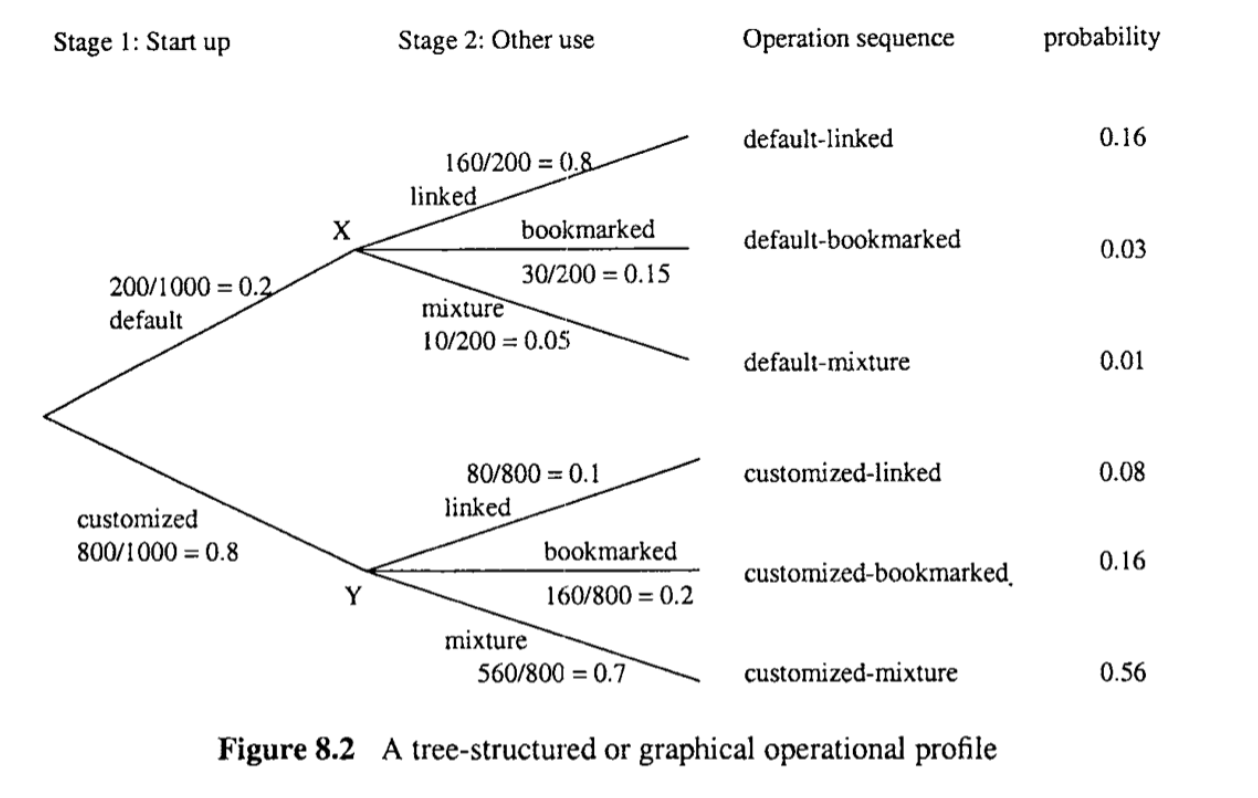 Stage 1: Start up
Stage 2: Other use
Operation sequence
probability
160/200 = 0.8
linked
default-linked
0.16
X
bookmarked
30/200 = 0.15
default-bookmarked
0.03
200/1000 = 0.2
default
mixture
10/200 = 0.05
default-mixture
0.01
80/800 = 0.1
linked
customized-linked
0.08
customized
800/1000 = 0.8
Y
bookmarked
160/800 = 0.2
customized-bookmarked
0.16
mixture
560/800 = 0.7
customized-mixture
0.56
Figure 8.2 A tree-structured or graphical operational profile